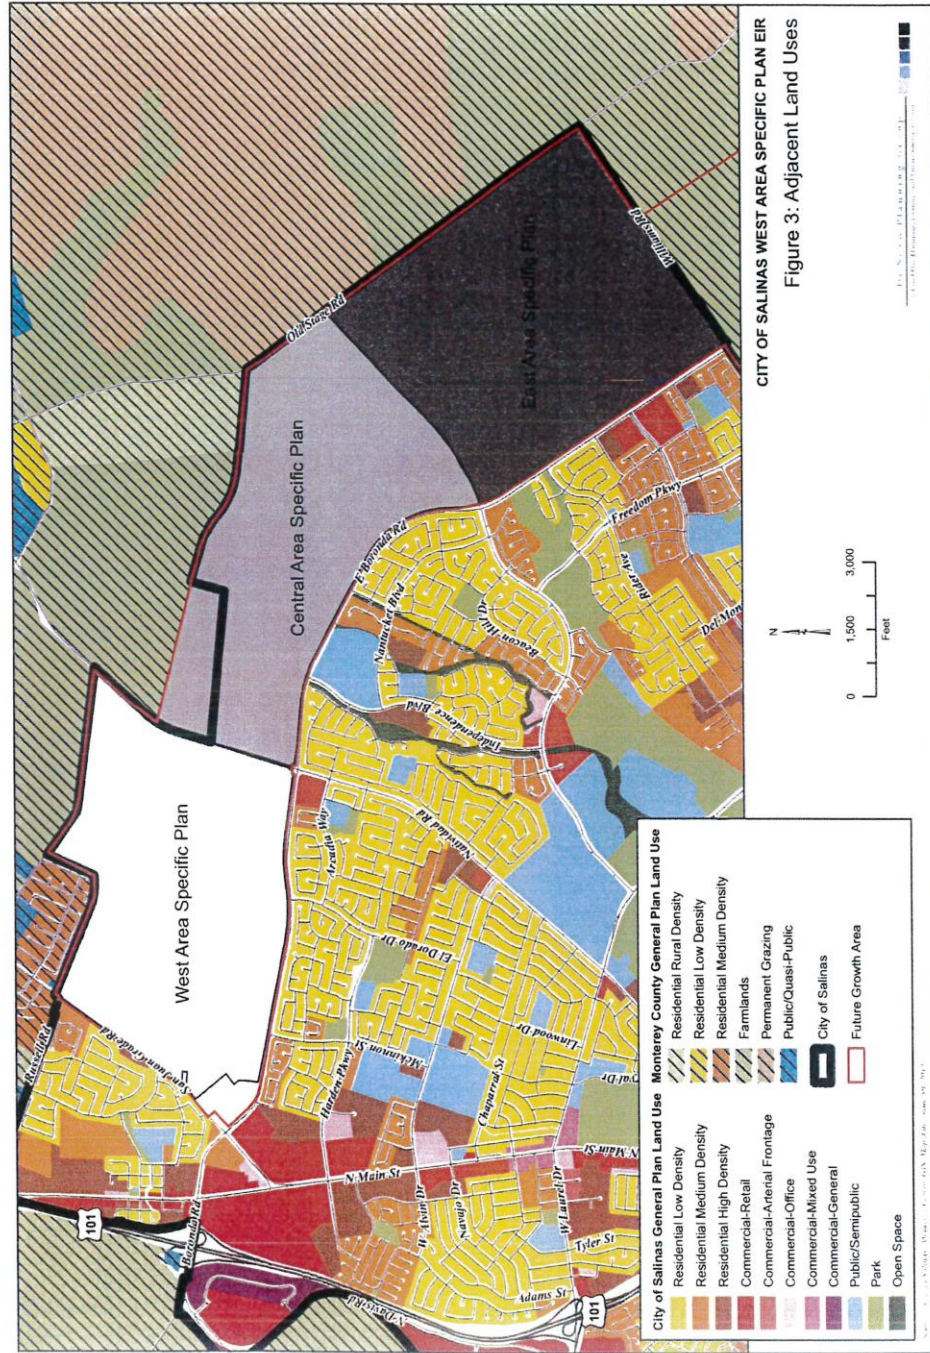 CITY OF SALINAS WEST AREA SPECIFIC PLAN EIR
Figure 3: Adjacent Land Uses
West Area Specific Plan
Central Area Specific Plan
East Area Specific Plan
Old Stage Rd
Williams Rd
Russell Rd
San Juan Grade Rd
Boronda Rd
E Boronda Rd
101
N Main St
Harden Pkwy
McKinnon St
El Dorado Dr
Arcadia Way
Natividad Rd
Independence Blvd
Nantucket Blvd
Beacon Hill Dr
Freedom Pkwy
Rider Ave
Del Mon
W Alvin Dr
Navajo Dr
Chaparral St
Linwood Dr
W Laurel Dr
N Main St
Tyler St
Adams St
N Davis Rd
101
N
0 1,500 3,000
Feet
City of Salinas General Plan Land Use
Residential Low Density
Residential Medium Density
Residential High Density
Commercial-Retail
Commercial-Arterial Frontage
Commercial-Office
Commercial-Mixed Use
Commercial-General
Public/Semipublic
Park
Open Space
Monterey County General Plan Land Use
Residential Rural Density
Residential Low Density
Residential Medium Density
Farmlands
Permanent Grazing
Public/Quasi-Public
City of Salinas
Future Growth Area